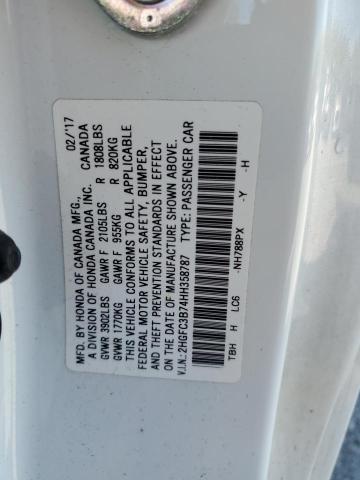 MFD. BY HONDA OF CANADA MFG., 02/'17
A DIVISION OF HONDA CANADA INC. CANADA
GVWR 3902LBS GAWR F 2105LBS R 1808LBS
GVWR 1770KG GAWR F 955KG R 820KG
THIS VEHICLE CONFORMS TO ALL APPLICABLE
FEDERAL MOTOR VEHICLE SAFETY, BUMPER,
AND THEFT PREVENTION STANDARDS IN EFFECT
ON THE DATE OF MANUFACTURE SHOWN ABOVE.
V.I.N.: 2HGFC3B74HH358787 TYPE: PASSENGER CAR
TBH H LC6 -NH788PX -Y -H